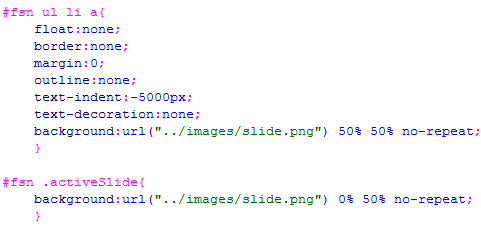 #fsn ul li a{
float:none;
border:none;
margin:0;
outline:none;
text-indent:-5000px;
text-decoration:none;
background:url("../images/slide.png") 50% 50% no-repeat;
}
#fsn .activeSlide{
background:url("../images/slide.png") 0% 50% no-repeat;
}